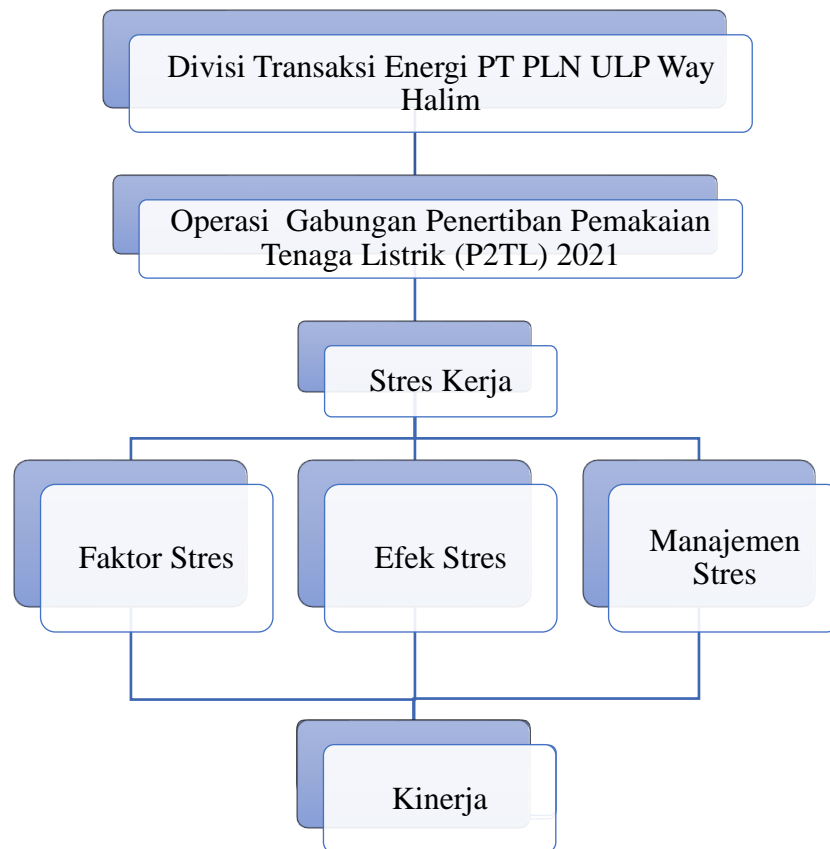 Divisi Transaksi Energi PT PLN ULP Way
Halim
Operasi  Gabungan Penertiban Pemakaian
Tenaga Listrik (P2TL) 2021
Stres Kerja
Faktor Stres
Efek Stres
Manajemen
Stres
Kinerja